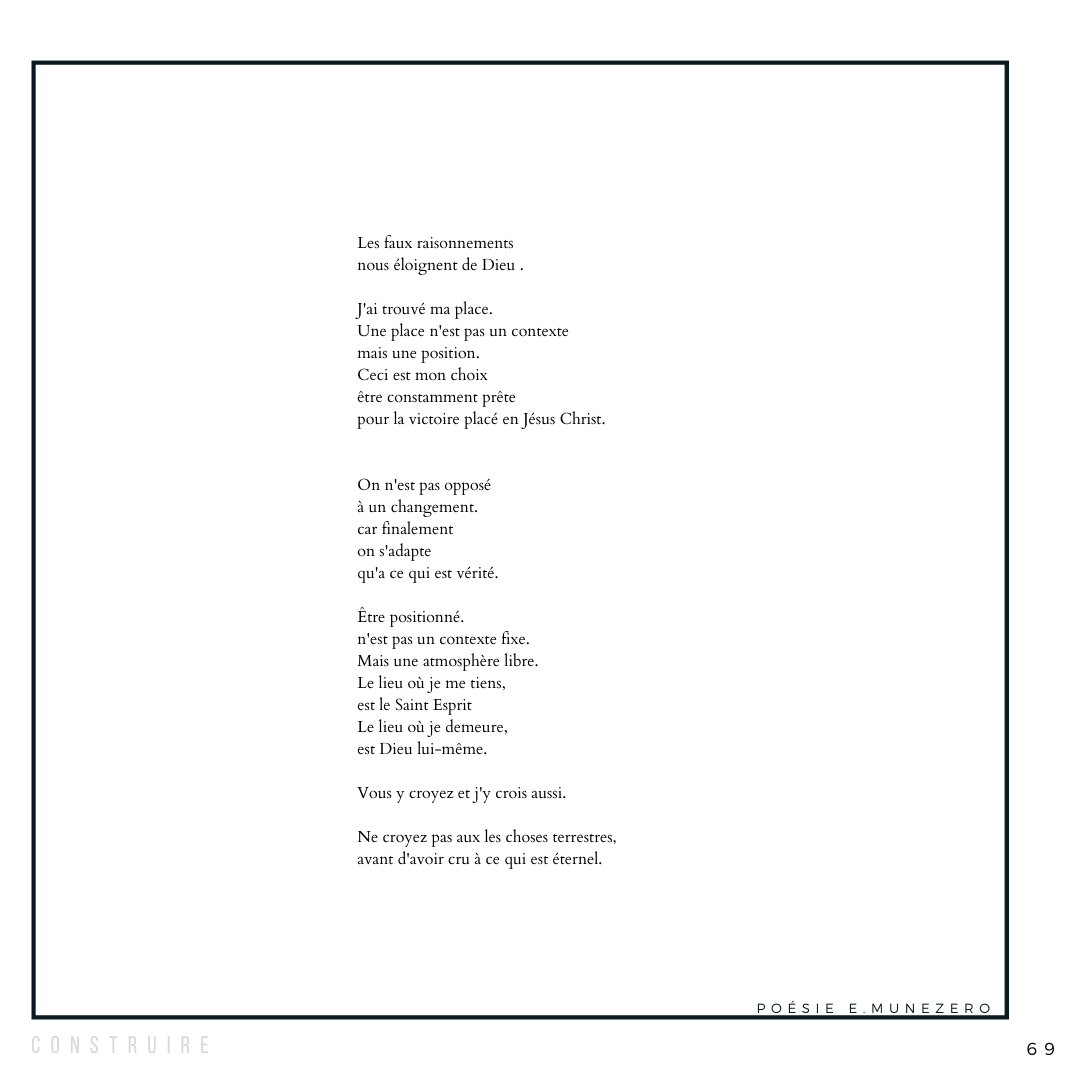 Les faux raisonnements
nous éloignent de Dieu .
J'ai trouvé ma place.
Une place n'est pas un contexte
mais une position.
Ceci est mon choix
être constamment prête
pour la victoire placé en Jésus Christ.
On n'est pas opposé
à un changement.
car finalement
on s'adapte
qu'a ce qui est vérité.
Être positionné.
n'est pas un contexte fixe.
Mais une atmosphère libre.
Le lieu où je me tiens,
est le Saint Esprit
Le lieu où je demeure,
est Dieu lui-même.
Vous y croyez et j'y crois aussi.
Ne croyez pas aux les choses terrestres,
avant d'avoir cru à ce qui est éternel.
POÉSIE E.MUNEZERO
CONSTRUIRE
69